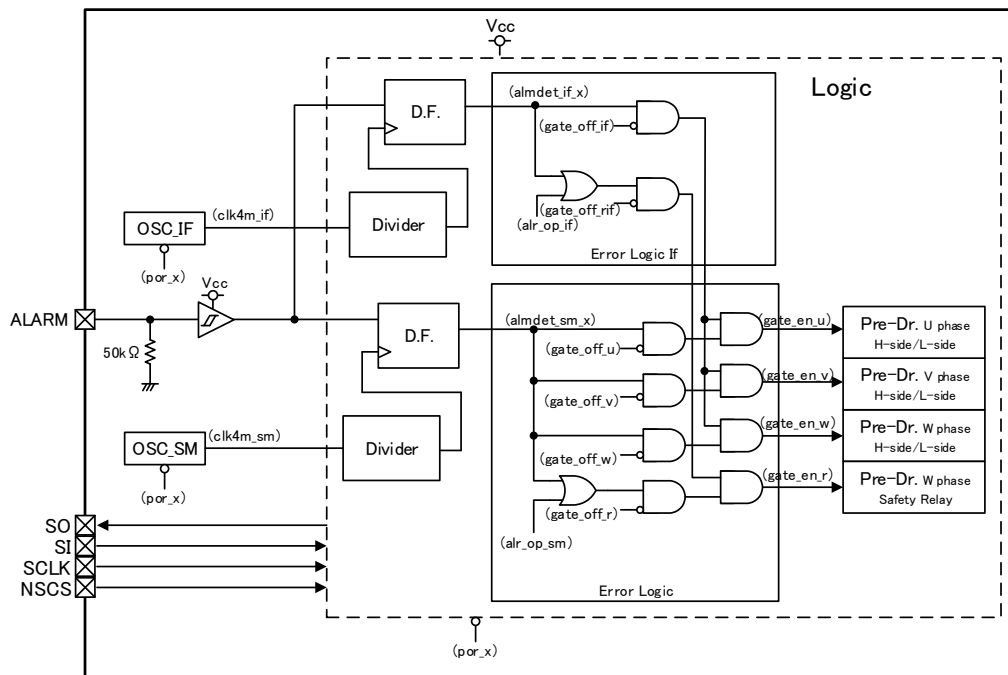 Vcc
Logic
D.F.
(almdet_if_x)
(gate_off_if)
(gate_off_rif)
(alr_op_if)
Error Logic If
OSC_IF
(clk4m_if)
Divider
(por_x)
Vcc
ALARM
50kΩ
D.F.
(almdet_sm_x)
(gate_off_u)
(gate_off_v)
(gate_off_w)
(gate_off_r)
(alr_op_sm)
Error Logic
(gate_en_u)
(gate_en_v)
(gate_en_w)
(gate_en_r)
Pre-Dr. U phase
H-side/L-side
Pre-Dr. V phase
H-side/L-side
Pre-Dr. W phase
H-side/L-side
Pre-Dr. W phase
Safety Relay
OSC_SM
(clk4m_sm)
Divider
(por_x)
SO
SI
SCLK
NSCS
(por_x)